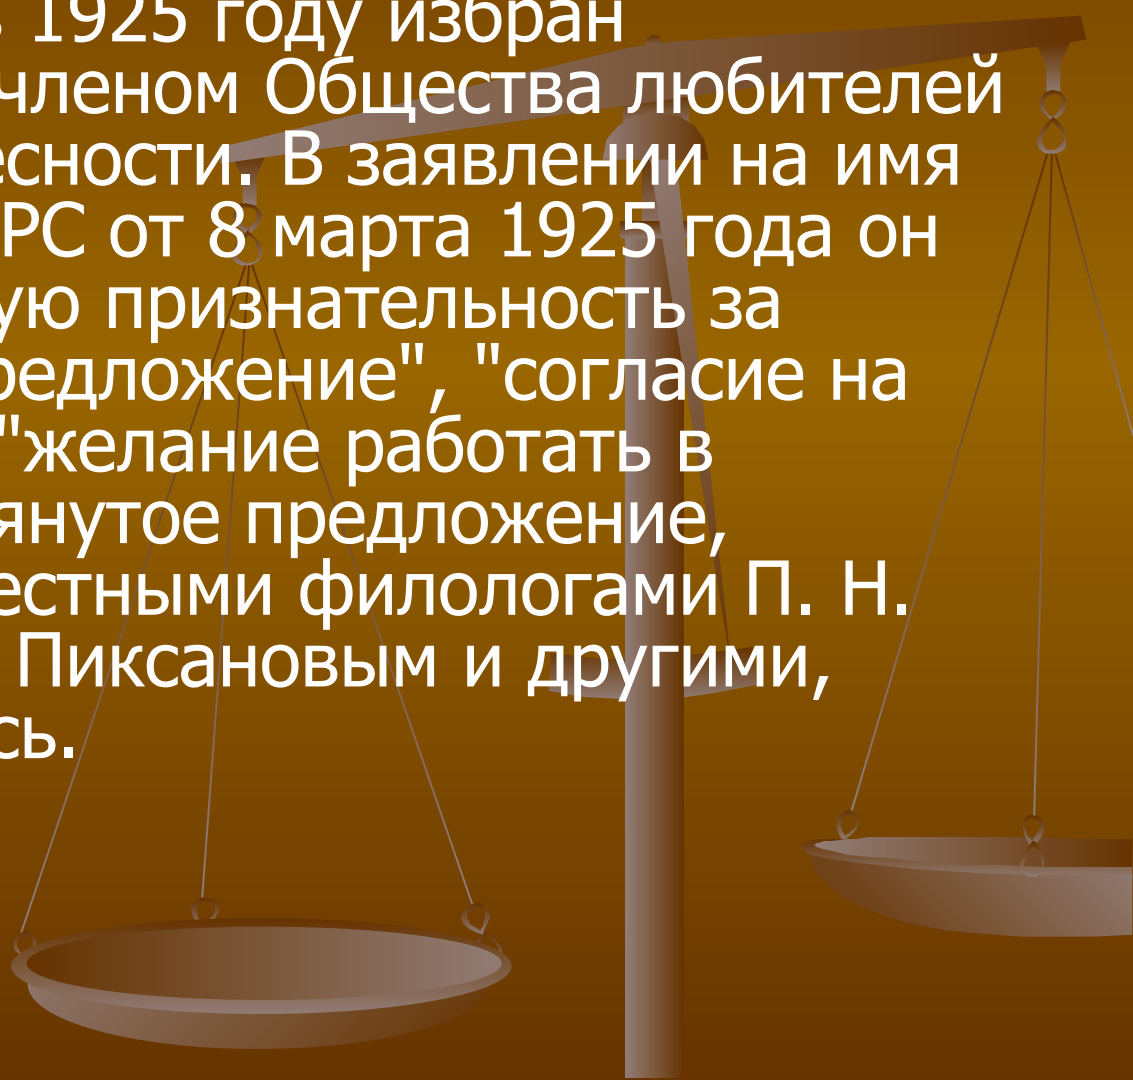 в 1925 году избран
членом Общества любителей
есности. В заявлении на имя
РС от 8 марта 1925 года он
ую признательность за
редложение", "согласие на
"желание работать в
янутое предложение,
естными филологами П. Н.
Пиксановым и другими,
сь.